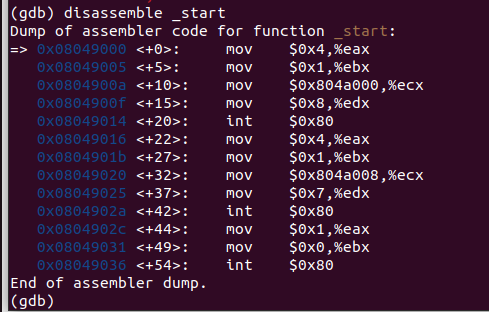 (gdb) disassemble _start
Dump of assembler code for function _start:
=> 0x08049000 <+0>:	mov	$0x4,%eax
0x08049005 <+5>:	mov	$0x1,%ebx
0x0804900a <+10>:	mov	$0x804a000,%ecx
0x0804900f <+15>:	mov	$0x8,%edx
0x08049014 <+20>:	int	$0x80
0x08049016 <+22>:	mov	$0x4,%eax
0x0804901b <+27>:	mov	$0x1,%ebx
0x08049020 <+32>:	mov	$0x804a008,%ecx
0x08049025 <+37>:	mov	$0x7,%edx
0x0804902a <+42>:	int	$0x80
0x0804902c <+44>:	mov	$0x1,%eax
0x08049031 <+49>:	mov	$0x0,%ebx
0x08049036 <+54>:	int	$0x80
End of assembler dump.
(gdb)